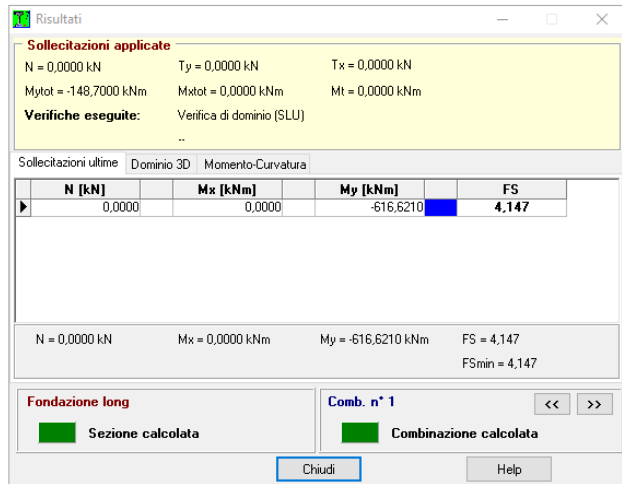 Risultati
Sollecitazioni applicate
N = 0,0000 kN Ty = 0,0000 kN Tx = 0,0000 kN
Mytot = -148,7000 kNm Mxtot = 0,0000 kNm Mt = 0,0000 kNm
Verifiche eseguite: Verifica di dominio (SLU)
--
Sollecitazioni ultime Dominio 3D Momento-Curvatura
N [kN] Mx [kNm] My [kNm] FS
0,0000 0,0000 -616,6210 4,147
N = 0,0000 kN Mx = 0,0000 kNm My = -616,6210 kNm FS = 4,147
FSmin = 4,147
Fondazione long Comb. n° 1 << >>
Sezione calcolata Combinazione calcolata
Chiudi Help